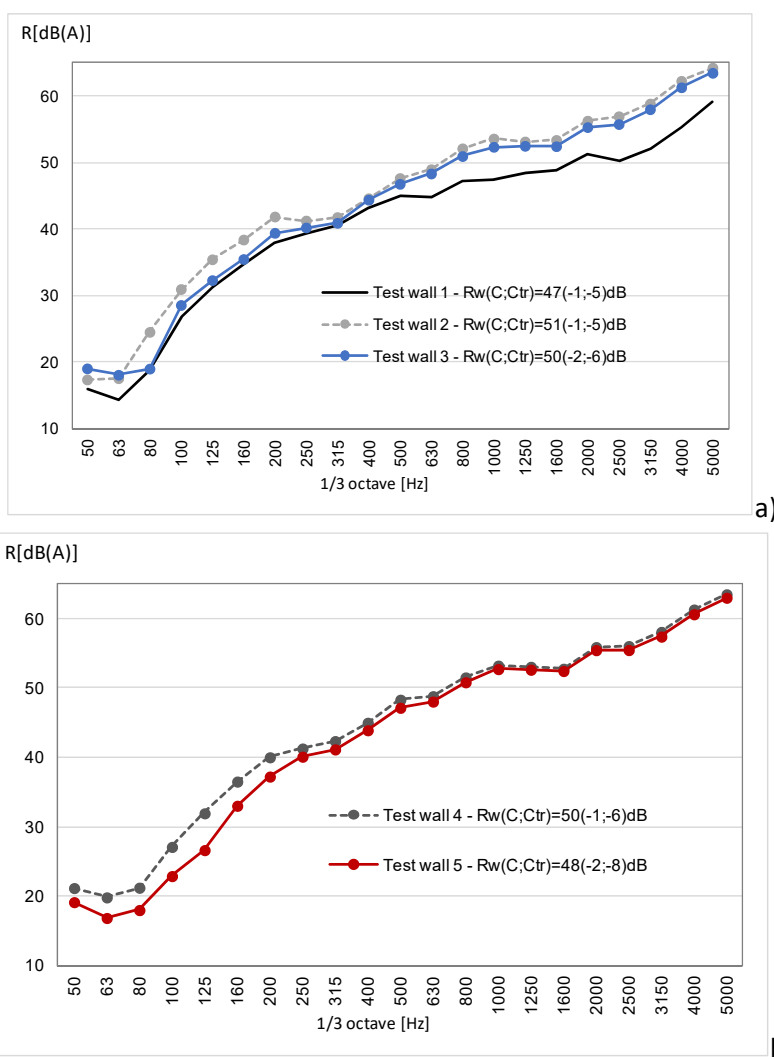 R[dB(A)]
60
50
40
30
20
10
Test wall 1 - Rw(C;Ctr)=47(-1;-5)dB
Test wall 2 - Rw(C;Ctr)=51(-1;-5)dB
Test wall 3 - Rw(C;Ctr)=50(-2;-6)dB
50 63 80 100 125 160 200 250 315 400 500 630 800 1000 1250 1600 2000 2500 3150 4000 5000
1/3 octave [Hz]
a)
R[dB(A)]
60
50
40
30
20
10
Test wall 4 - Rw(C;Ctr)=50(-1;-6)dB
Test wall 5 - Rw(C;Ctr)=48(-2;-8)dB
50 63 80 100 125 160 200 250 315 400 500 630 800 1000 1250 1600 2000 2500 3150 4000 5000
1/3 octave [Hz]